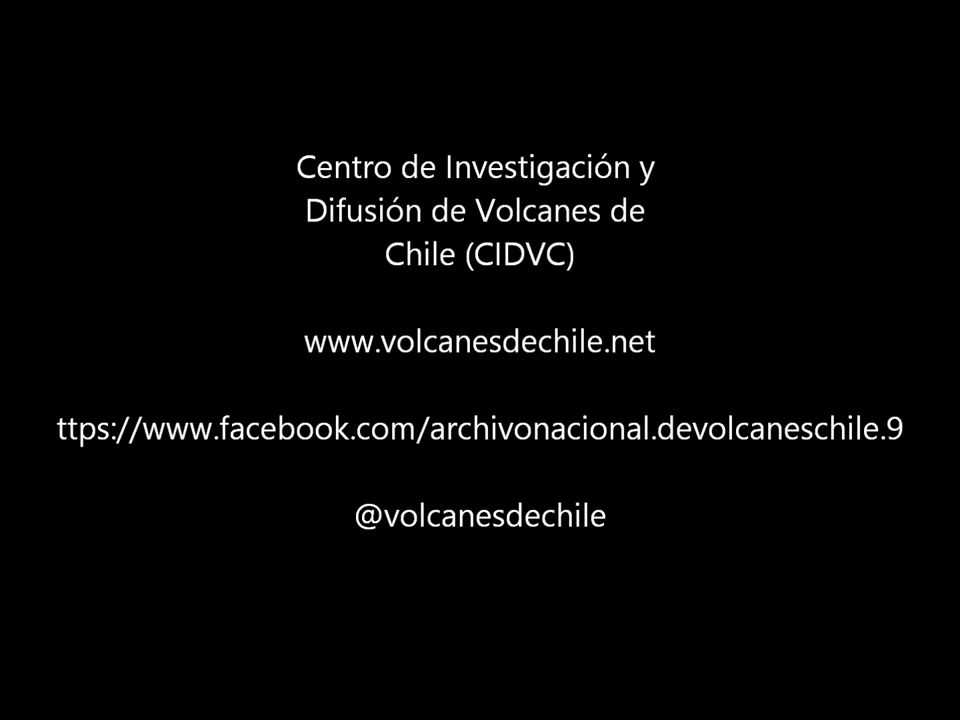 Centro de Investigación y
Difusión de Volcanes de
Chile (CIDVC)
www.volcanesdechile.net
ttps://www.facebook.com/archivonacional.devolcaneschile.9
@volcanesdechile